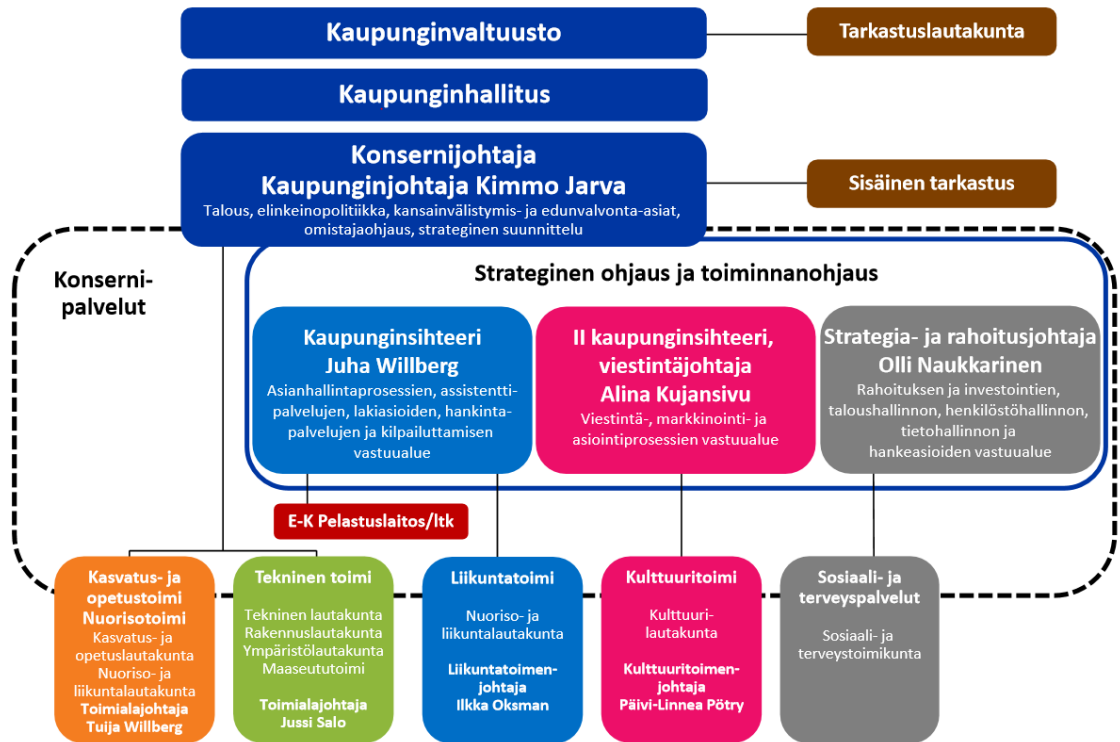 Kaupunginvaltuusto
Tarkastuslautakunta
Kaupunginhallitus
Konsernijohtaja
Kaupunginjohtaja Kimmo Jarva
Talous, elinkeinopolitiikka, kansainvälistymis- ja edunvalvonta-asiat,
omistajaohjaus, strateginen suunnittelu
Sisäinen tarkastus
Konserni-
palvelut
Strateginen ohjaus ja toiminnanohjaus
Kaupunginsihteeri
Juha Willberg
Asianhallintaprosessien, assistentti-
palvelujen, lakiasioiden, hankinta-
palvelujen ja kilpailuttamisen
vastuualue
II kaupunginsihteeri,
viestintäjohtaja
Alina Kujansivu
Viestintä-, markkinointi- ja
asiointiprosessien vastuualue
Strategia- ja rahoitusjohtaja
Olli Naukkarinen
Rahoituksen ja investointien,
taloushallinnon, henkilöstöhallinnon,
tietohallinnon ja
hankeasioiden vastuualue
E-K Pelastuslaitos/ltk
Kasvatus- ja
opetustoimi
Nuorisotoimi
Kasvatus- ja
opetuslautakunta
Nuoriso- ja
liikuntalautakunta
Toimialajohtaja
Tuija Willberg
Tekninen toimi
Tekninen lautakunta
Rakennuslautakunta
Ympäristölautakunta
Maaseututoimi
Toimialajohtaja
Jussi Salo
Liikuntatoimi
Nuoriso- ja
liikuntalautakunta
Liikuntatoimen-
johtaja
Ilkka Oksman
Kulttuuritoimi
Kulttuuri-
lautakunta
Kulttuuritoimen-
johtaja
Päivi-Linnea Pötry
Sosiaali- ja
terveyspalvelut
Sosiaali- ja
terveystoimikunta